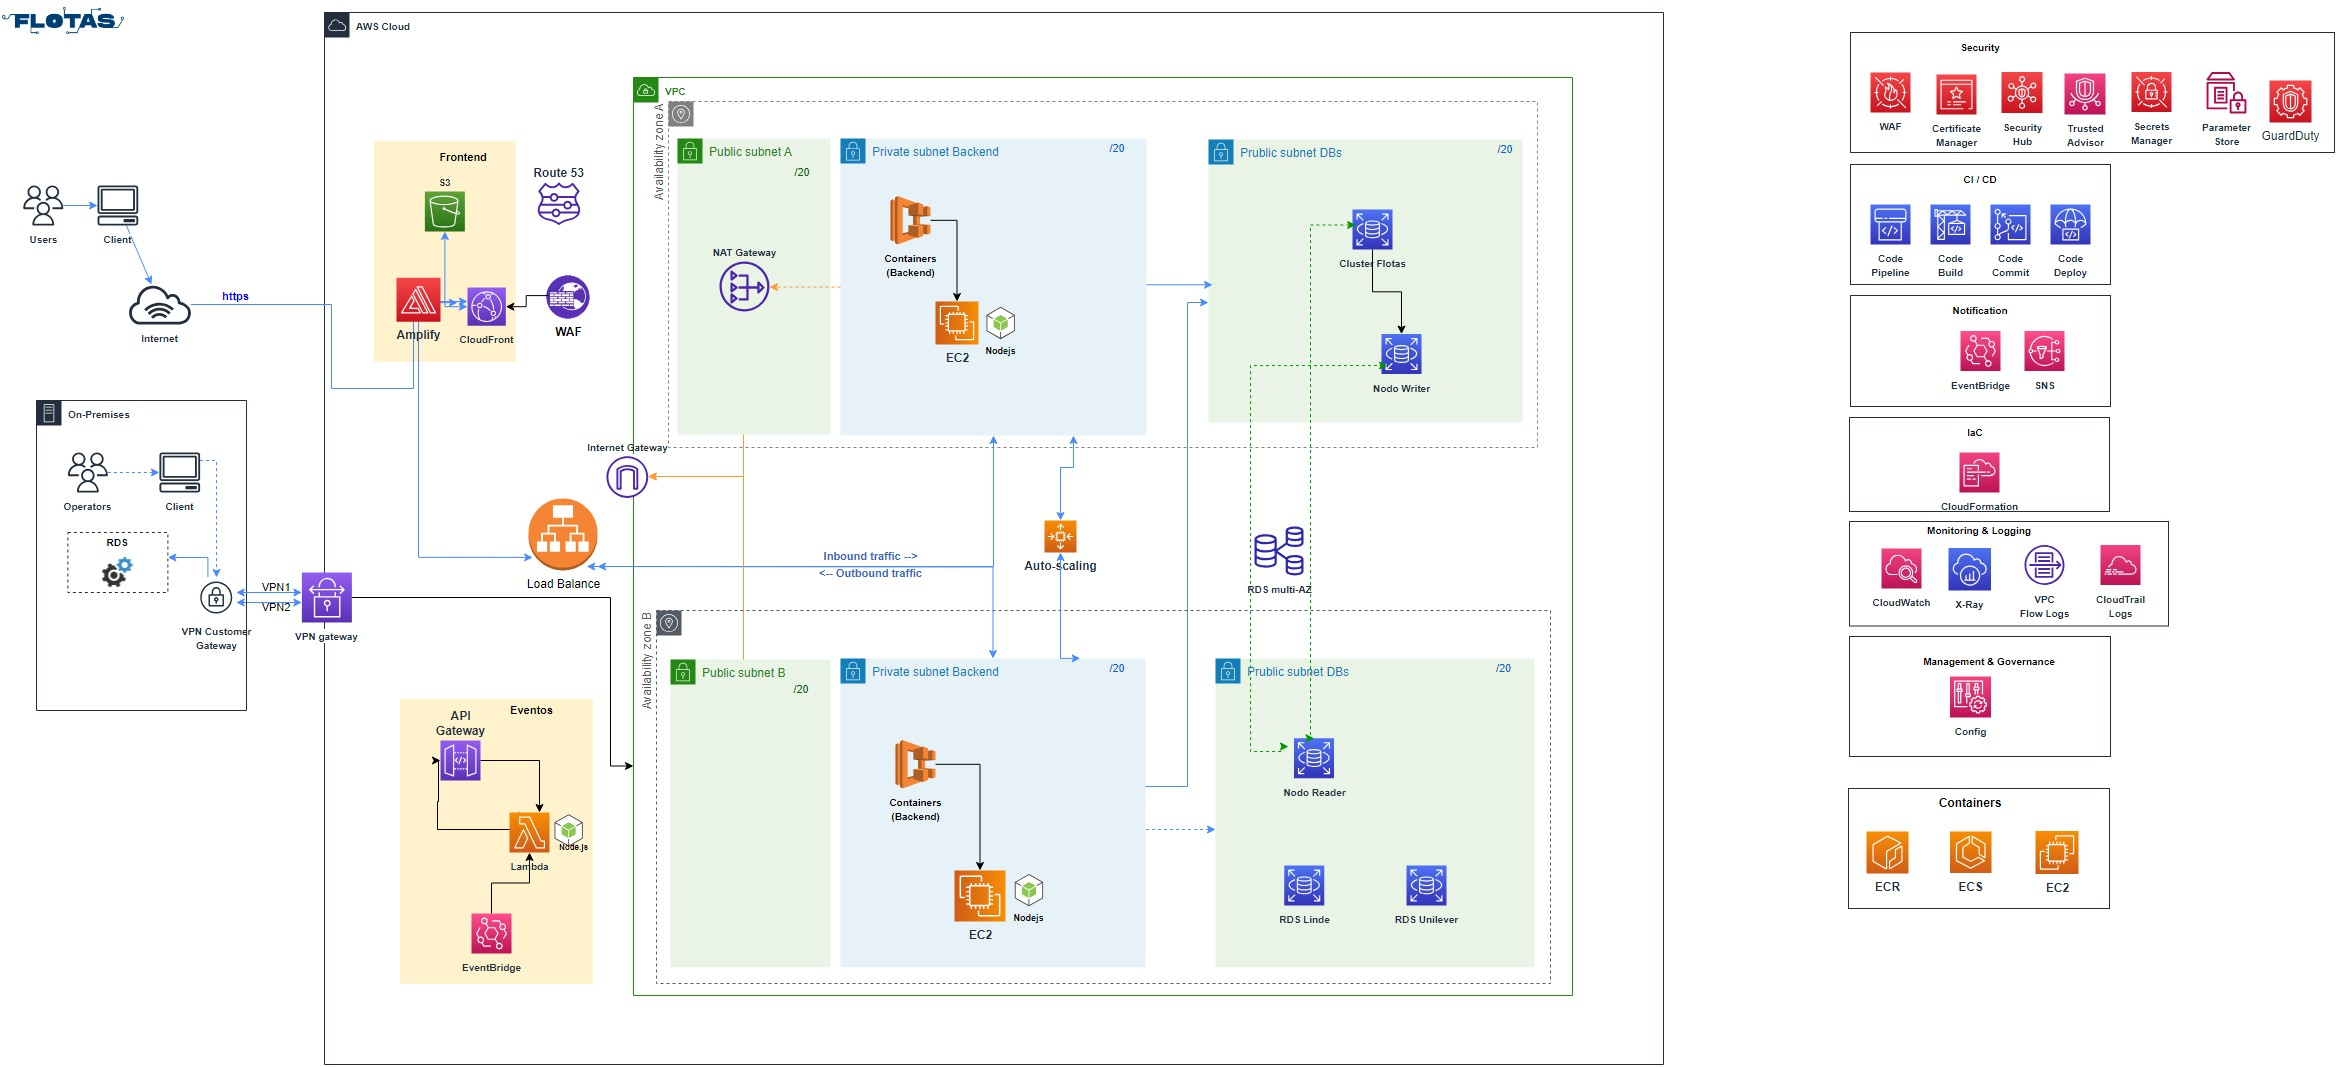 FLOTAS
AWS Cloud
VPC
Availability zone A
Public subnet A
/20
NAT Gateway
Private subnet Backend
/20
Containers
(Backend)
EC2
Nodejs
Prublic subnet DBs
/20
Cluster Flotas
Nodo Writer
Frontend
S3
Amplify
CloudFront
Route 53
WAF
Users
Client
Internet
https
On-Premises
Operators
Client
RDS
VPN Customer
Gateway
VPN1
VPN2
VPN gateway
Internet Gateway
Load Balance
Inbound traffic -->
<-- Outbound traffic
Auto-scaling
RDS multi-AZ
Eventos
API
Gateway
Lambda
Node.js
EventBridge
Availablity zone B
Public subnet B
/20
Private subnet Backend
/20
Containers
(Backend)
EC2
Nodejs
Prublic subnet DBs
/20
Nodo Reader
RDS Linde
RDS Unilever
Security
WAF
Certificate
Manager
Security
Hub
Trusted
Advisor
Secrets
Manager
Parameter
Store
GuardDuty
CI / CD
Code
Pipeline
Code
Build
Code
Commit
Code
Deploy
Notification
EventBridge
SNS
IaC
CloudFormation
Monitoring & Logging
CloudWatch
X-Ray
VPC
Flow Logs
CloudTrail
Logs
Management & Governance
Config
Containers
ECR
ECS
EC2